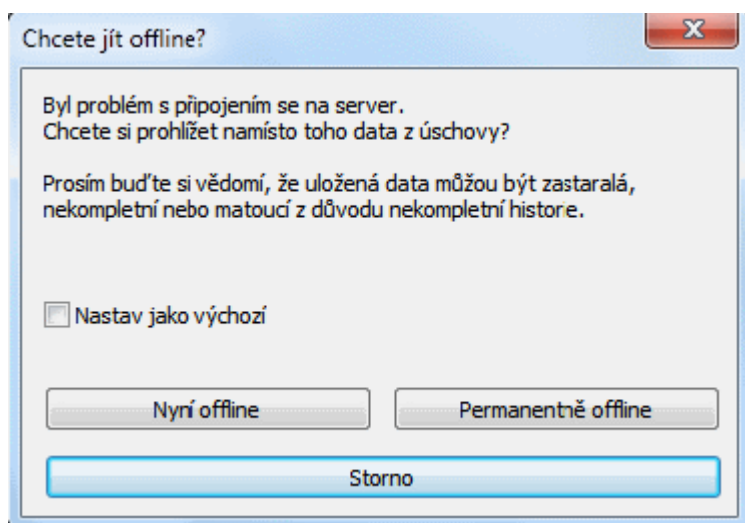 Chcete jít offline?
Byl problém s připojením se na server.
Chcete si prohlížet namísto toho data z úschovy?
Prosím buďte si vědomí, že uložená data můžou být zastaralá,
nekompletní nebo matoucí z důvodu nekompletní historie.
Nastav jako výchozí
Nyní offline
Permanentně offline
Storno